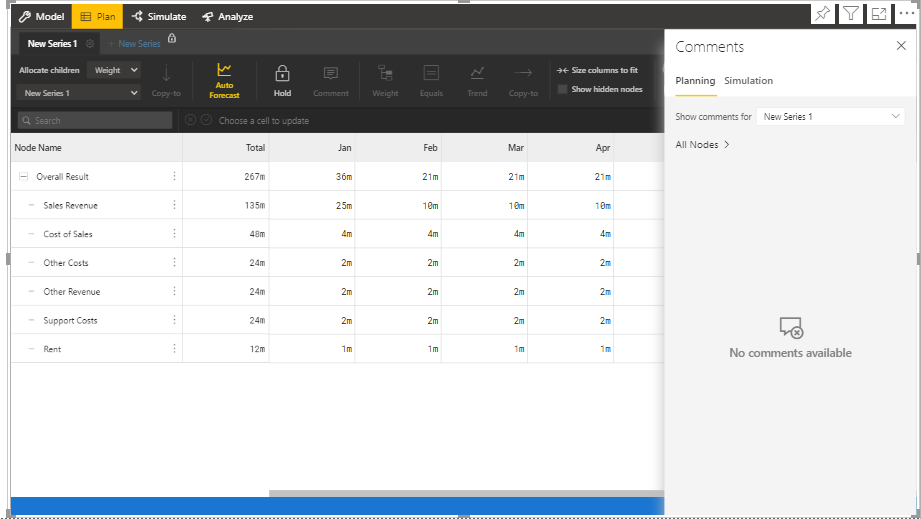 Model Plan Simulate Analyze
New Series 1 + New Series
Allocate children Weight
New Series 1
Copy-to
Auto Forecast
Hold
Comment
Weight
Equals
Trend
Copy-to
Size columns to fit
Show hidden nodes
Search
Choose a cell to update
Node Name Total Jan Feb Mar Apr
Overall Result 267m 36m 21m 21m 21m
Sales Revenue 135m 25m 10m 10m 10m
Cost of Sales 48m 4m 4m 4m 4m
Other Costs 24m 2m 2m 2m 2m
Other Revenue 24m 2m 2m 2m 2m
Support Costs 24m 2m 2m 2m 2m
Rent 12m 1m 1m 1m 1m
Comments
Planning Simulation
Show comments for New Series 1
All Nodes >
No comments available